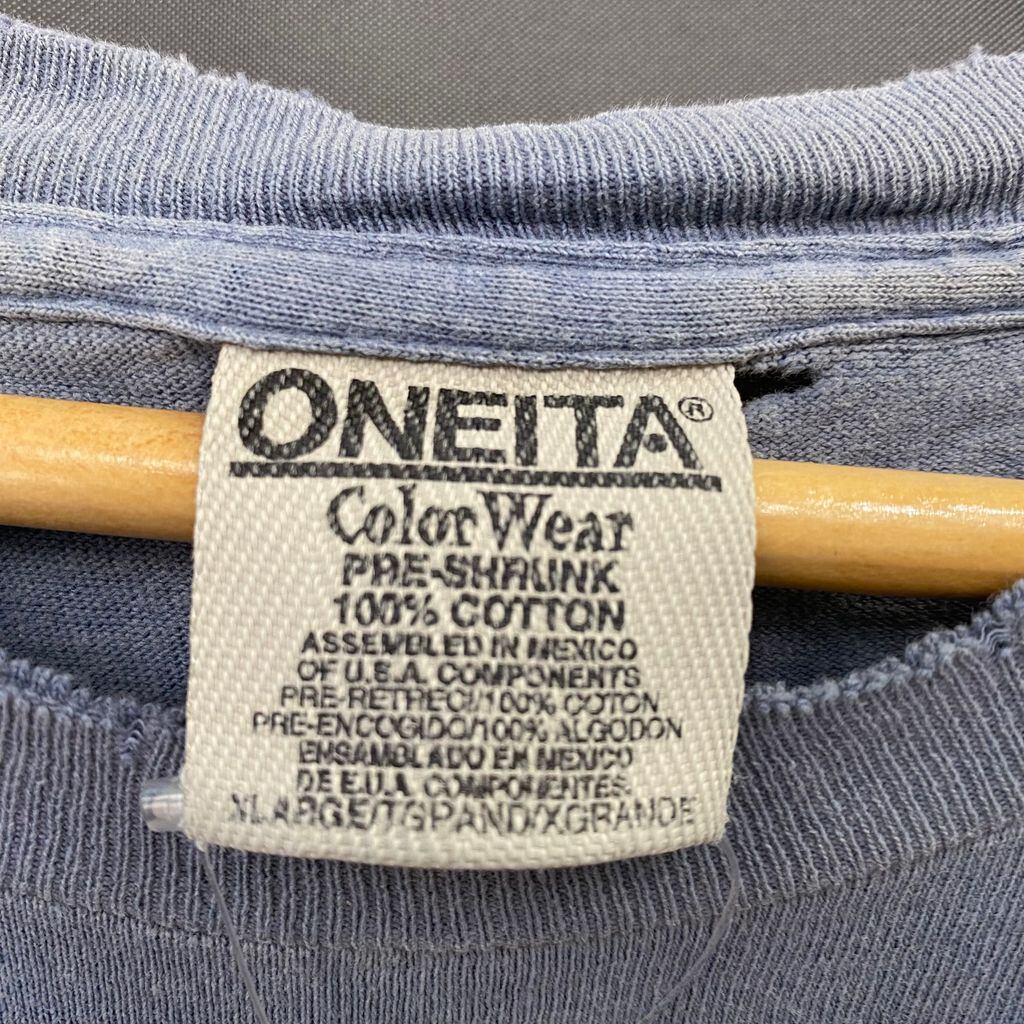 ONEITA®
Color Wear
PRE-SHRUNK
100% COTTON
ASSEMBLED IN MEXICO
OF U.S.A. COMPONENTS
PRE-RETRECI/100% COTON
PRE-ENCOGIDO/100% ALGODON
ENSAMBLADO EN MEXICO
DE E.U.A. COMPONENTES.
XLARGE/TGRAND/XGRANDE